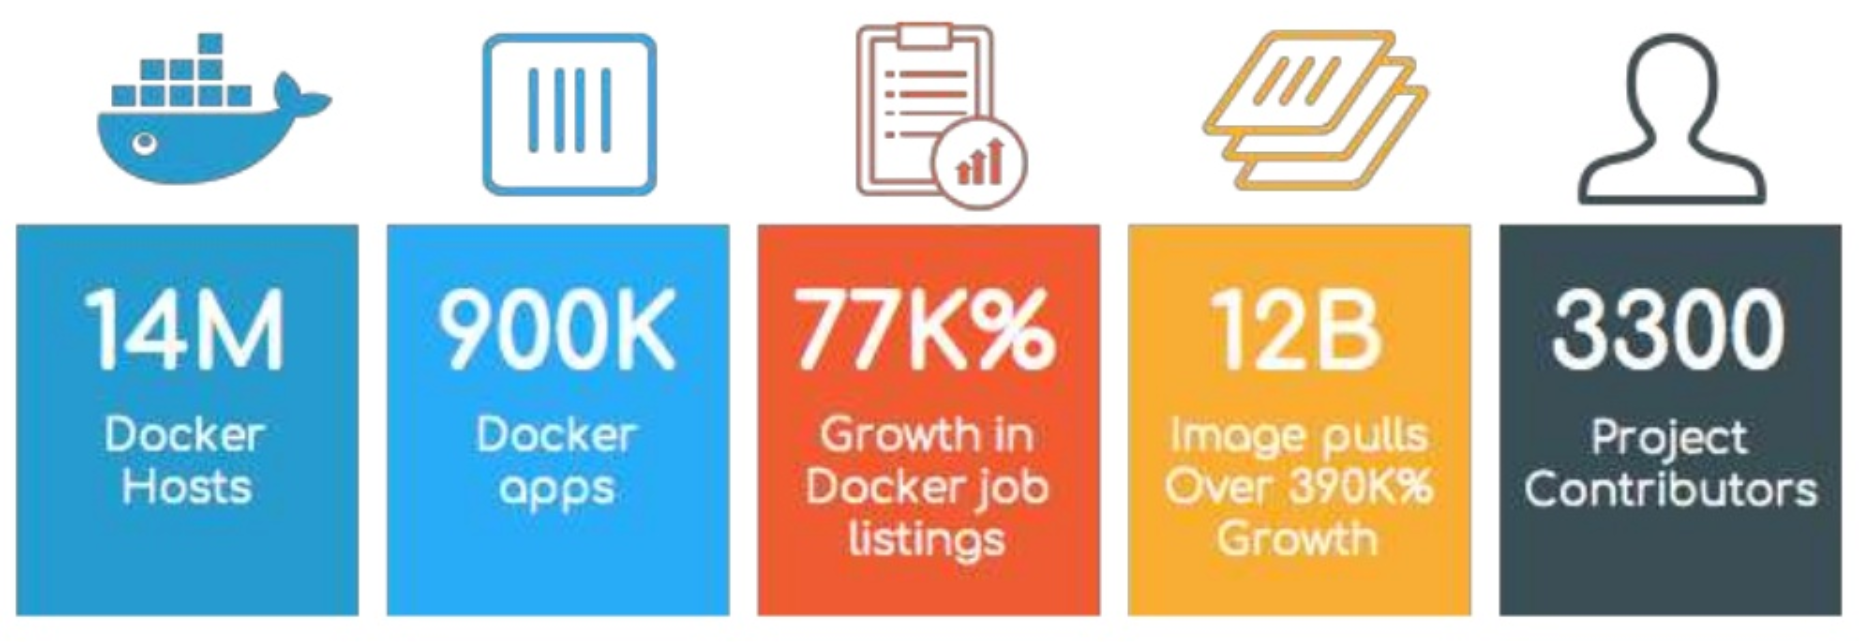 14M
Docker
Hosts
900K
Docker
apps
77K%
Growth in
Docker job
listings
12B
Image pulls
Over 390K%
Growth
3300
Project
Contributors